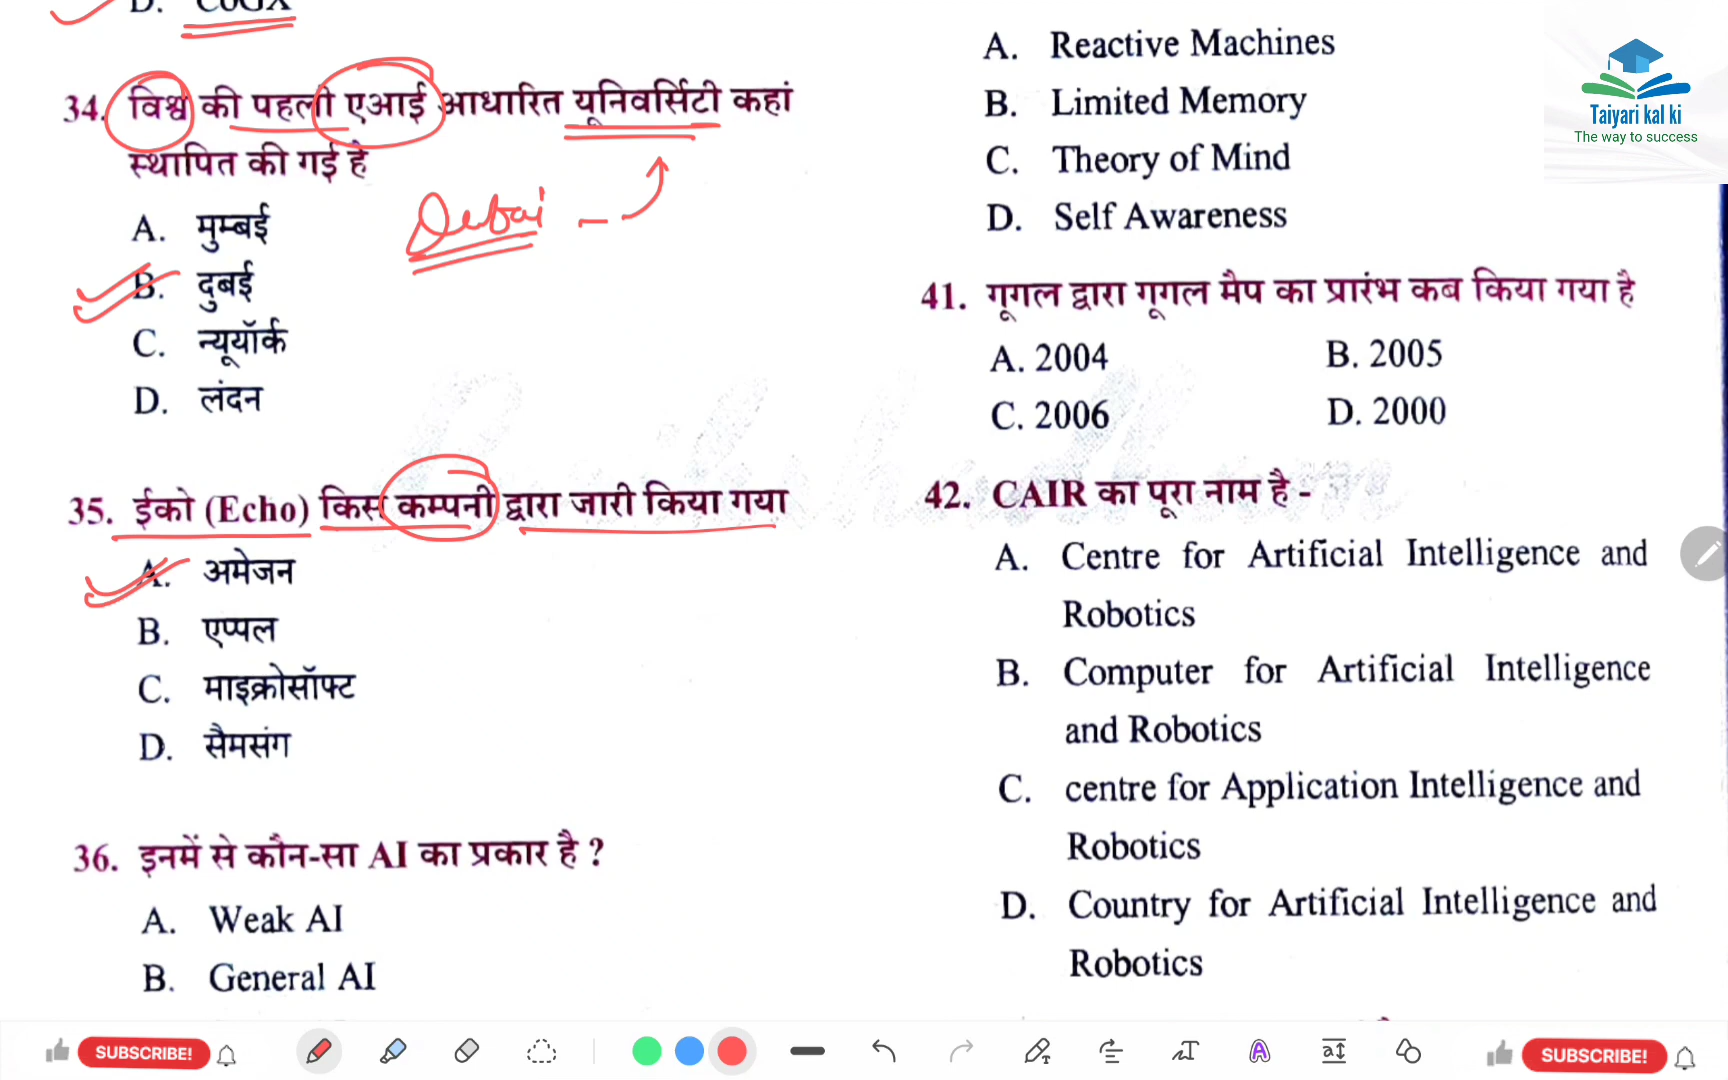 D. CoGX
34. विश्व की पहली एआई आधारित यूनिवर्सिटी कहां
स्थापित की गई है
Dubai
A. मुम्बई
B. दुबई
C. न्यूयॉर्क
D. लंदन
35. ईको (Echo) किस कम्पनी द्वारा जारी किया गया
A. अमेजन
B. एप्पल
C. माइक्रोसॉफ्ट
D. सैमसंग
36. इनमें से कौन-सा AI का प्रकार है ?
A. Weak AI
B. General AI
A. Reactive Machines
B. Limited Memory
C. Theory of Mind
D. Self Awareness
41. गूगल द्वारा गूगल मैप का प्रारंभ कब किया गया है
A. 2004 B. 2005
C. 2006 D. 2000
42. CAIR का पूरा नाम है -
A. Centre for Artificial Intelligence and
Robotics
B. Computer for Artificial Intelligence
and Robotics
C. centre for Application Intelligence and
Robotics
D. Country for Artificial Intelligence and
Robotics
Taiyari kal ki
The way to success
SUBSCRIBE!
SUBSCRIBE!